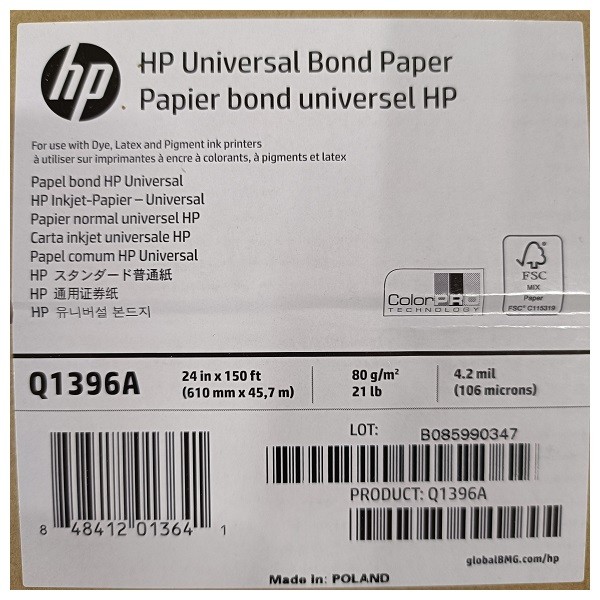 hp
HP Universal Bond Paper
Papier bond universel HP
For use with Dye, Latex and Pigment ink printers
à utiliser sur imprimantes à encre à colorants, à pigments et latex
Papel bond HP Universal
HP Inkjet-Papier – Universal
Papier normal universel HP
Carta inkjet universale HP
Papel comum HP Universal
HP スタンダード普通紙
HP 通用证券纸
HP 유니버설 본드지
ColorPRO
TECHNOLOGY
FSC
MIX
Paper
FSC® C115319
Q1396A
24 in x 150 ft
(610 mm x 45,7 m)
80 g/m²
21 lb
4.2 mil
(106 microns)
LOT: B085990347
PRODUCT: Q1396A
8 48412 01364 1
globalBMG.com/hp
Made in: POLAND